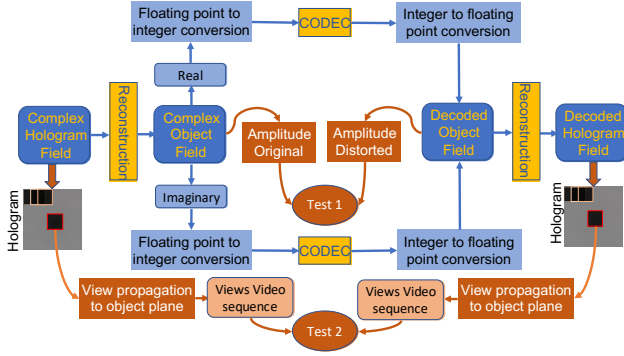 Floating point to
integer conversion
CODEC
Integer to floating
point conversion
Real
Complex
Hologram
Field
Reconstruction
Complex
Object
Field
Amplitude
Original
Amplitude
Distorted
Decoded
Object
Field
Reconstruction
Decoded
Hologram
Field
Imaginary
Test 1
Hologram
Hologram
Floating point to
integer conversion
CODEC
Integer to floating
point conversion
View propagation
to object plane
Views Video
sequence
Test 2
Views Video
sequence
View propagation
to object plane